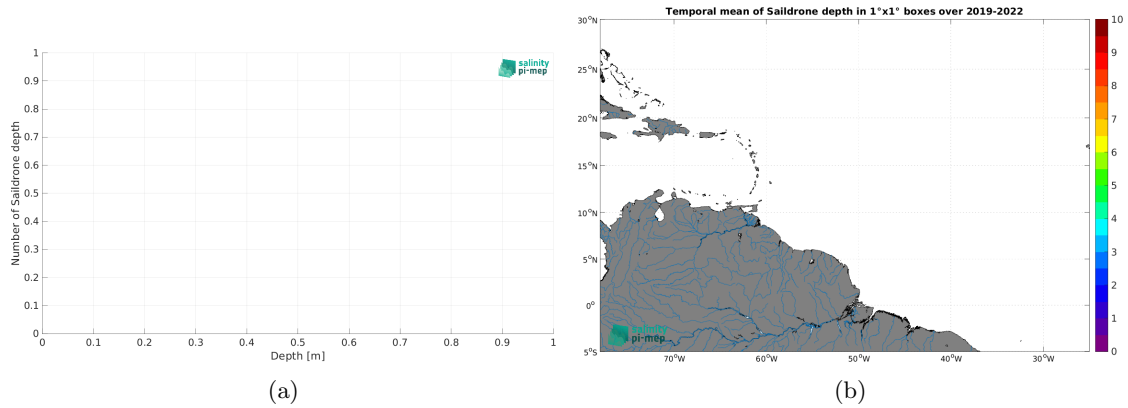 1
0.9
0.8
0.7
0.6
0.5
0.4
0.3
0.2
0.1
0
Number of Saildrone depth
0 0.1 0.2 0.3 0.4 0.5 0.6 0.7 0.8 0.9 1
Depth [m]
salinity
pi-mep
(a)
Temporal mean of Saildrone depth in 1°x1° boxes over 2019-2022
30°N
25°N
20°N
15°N
10°N
5°N
0°
5°S
70°W 60°W 50°W 40°W 30°W
salinity
pi-mep
10
9
8
7
6
5
4
3
2
1
0
(b)